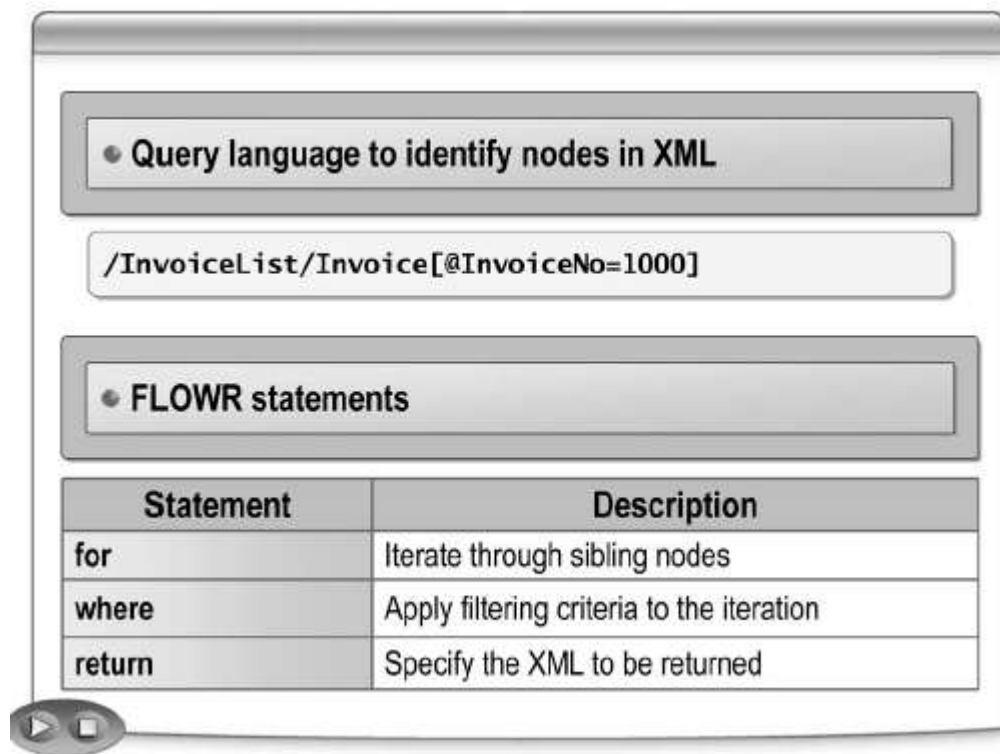 Query language to identify nodes in XML
/InvoiceList/Invoice[@InvoiceNo=1000]
FLOWR statements
Statement Description
for Iterate through sibling nodes
where Apply filtering criteria to the iteration
return Specify the XML to be returned